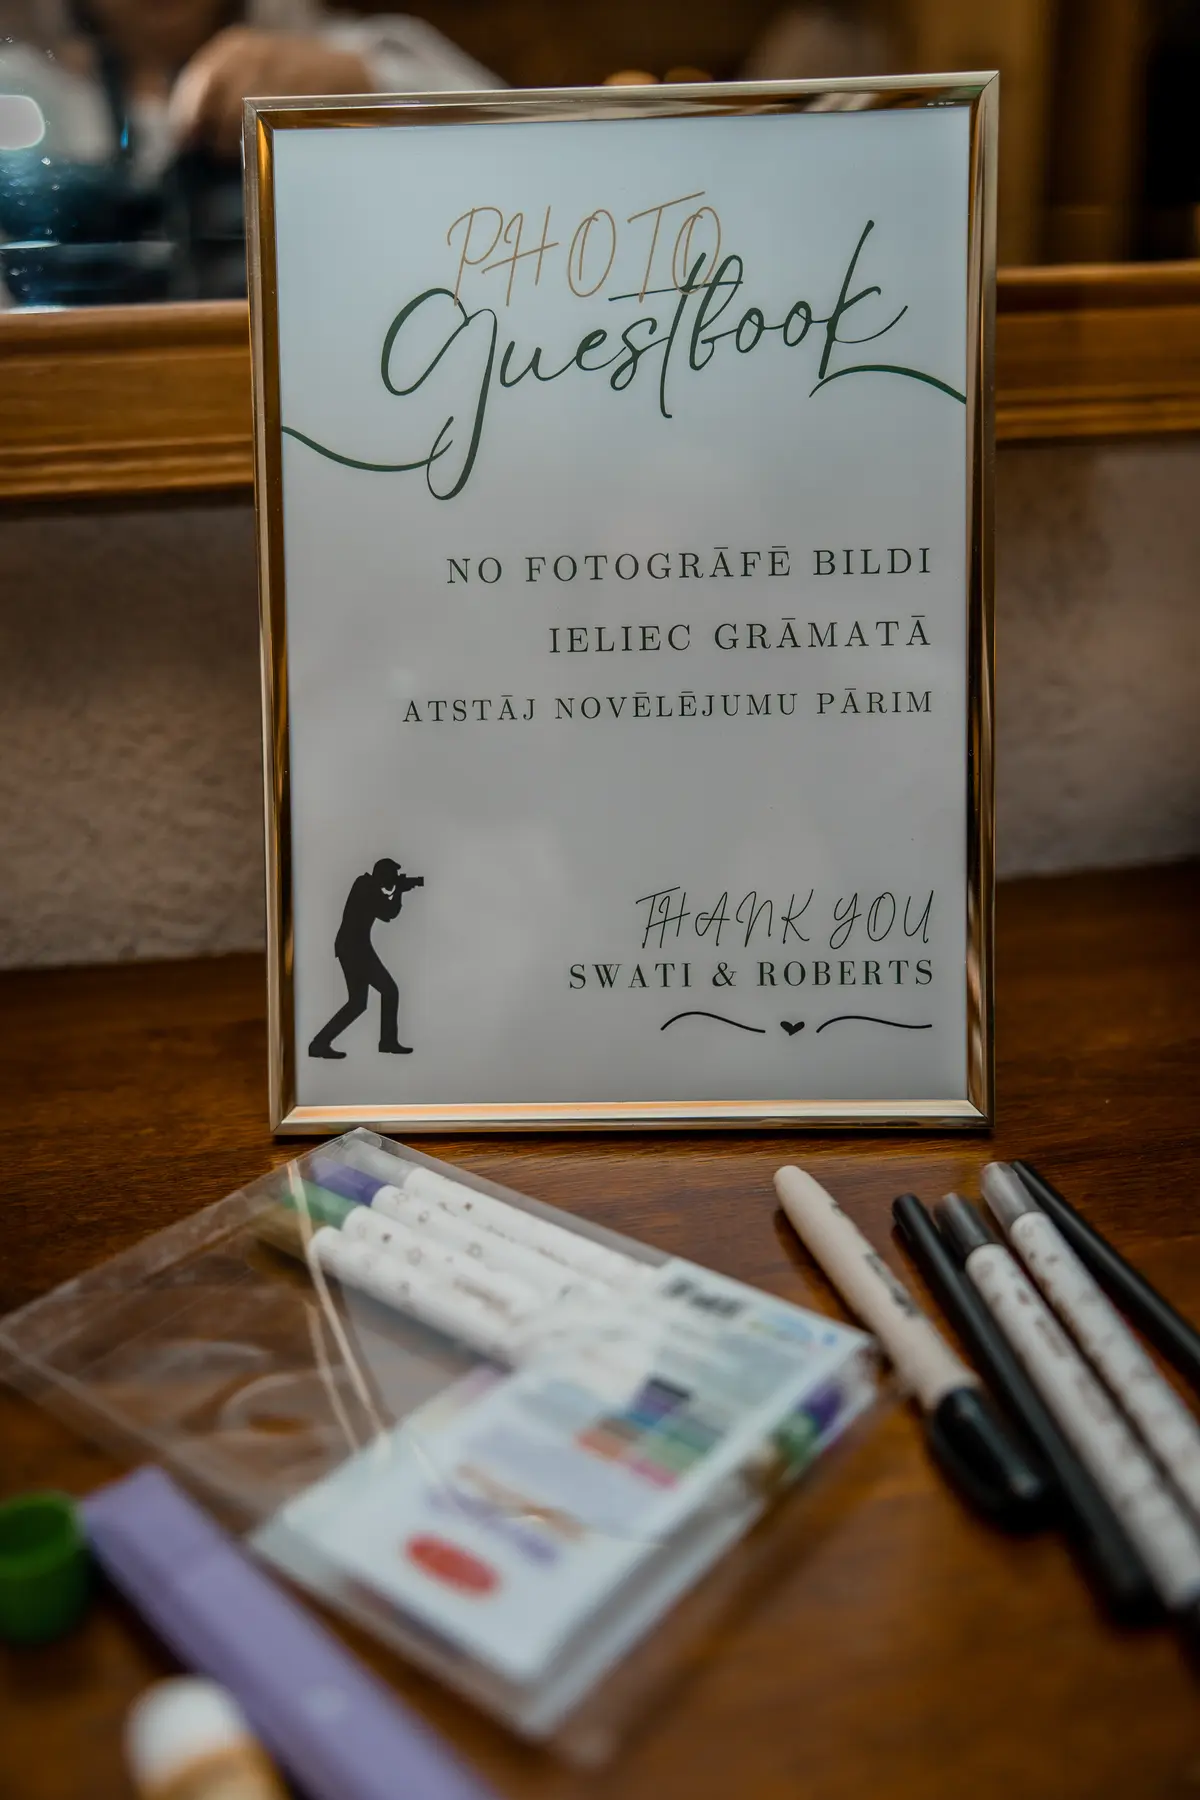 PHOTO
Guestbook
NO FOTOGRĀFĒ BILDI
IELIEC GRĀMATĀ
ATSTĀJ NOVĒLĒJUMU PĀRIM
THANK YOU
SWATI & ROBERTS